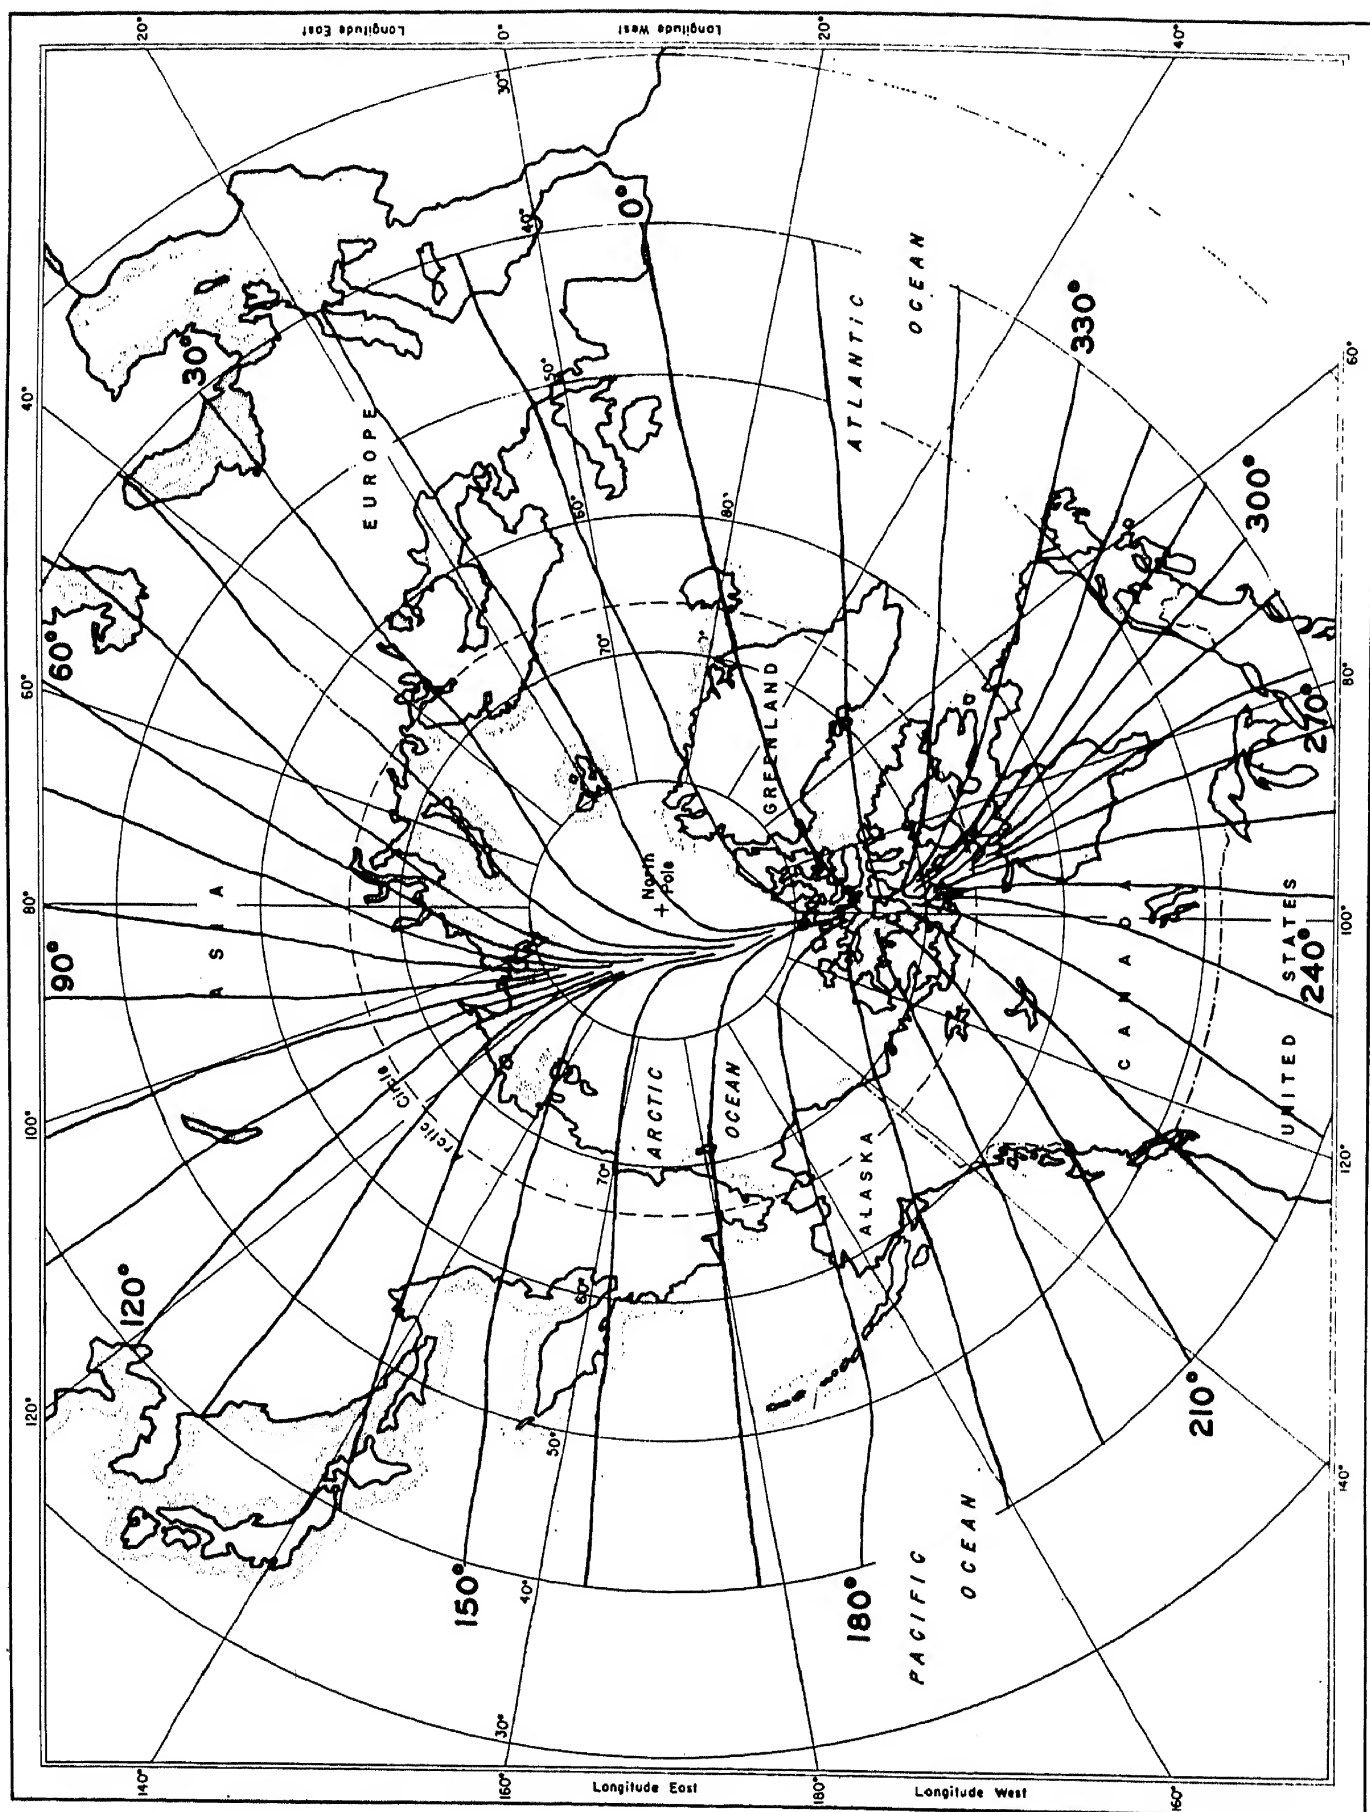 20°
Longitude East
0°
Longitude West
20°
40°
30°
40°
0°
OCEAN
ATLANTIC
330°
30°
60°
40°
EUROPE
50°
300°
60°
80°
60°
60°
70°
GREENLAND
80°
270°
80°
ASIA
North
Pole
CANADA
UNITED STATES
100°
240°
90°
100°
Arctic Circle
ARCTIC
OCEAN
70°
ALASKA
120°
120°
60°
120°
50°
210°
140°
150°
40°
180°
PACIFIC
OCEAN
30°
140°
160°
Longitude East
180°
Longitude West
160°